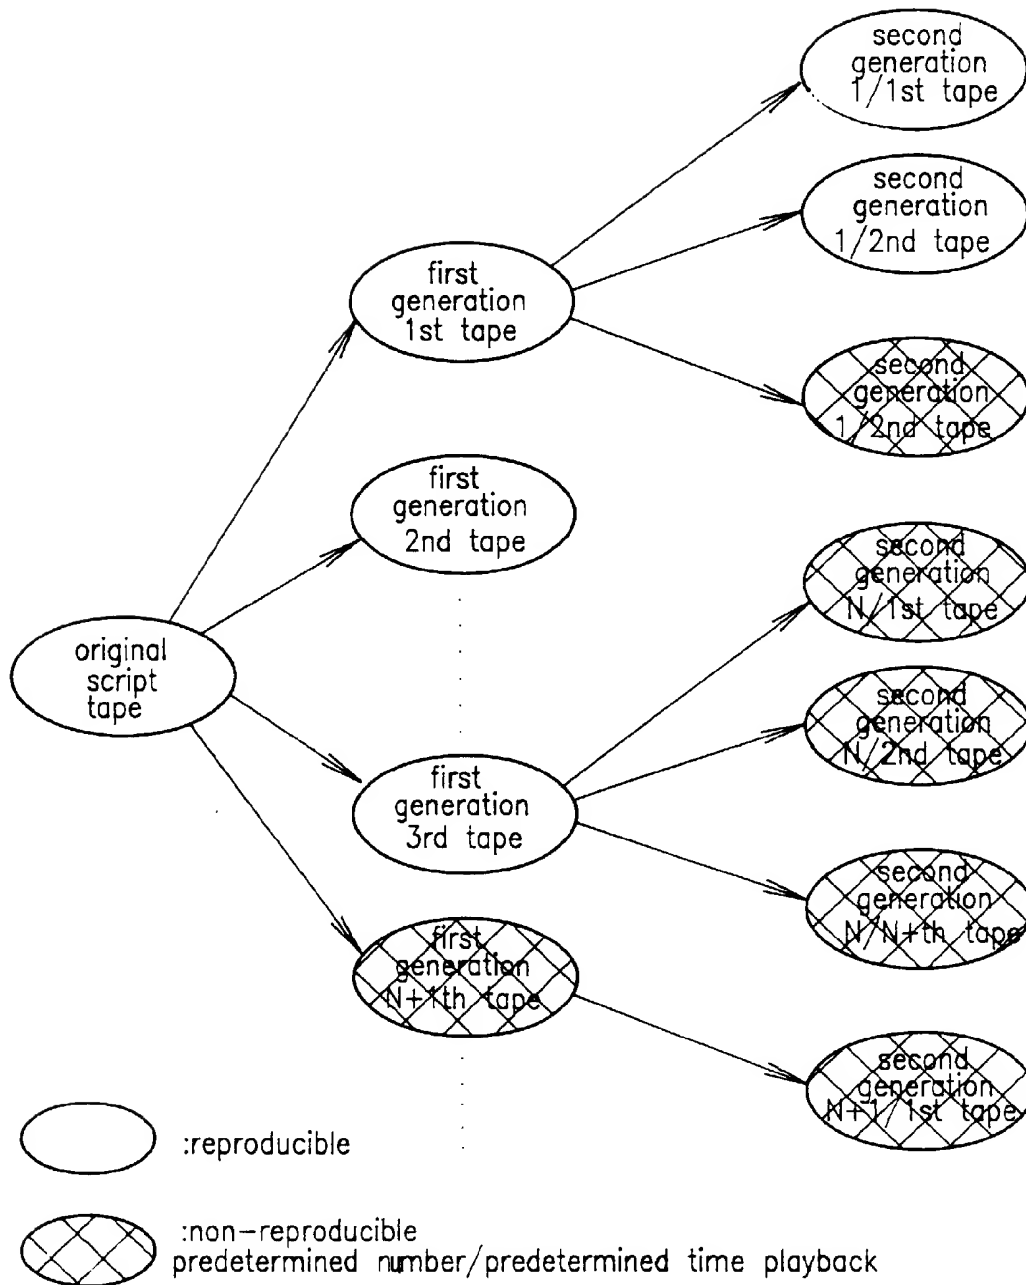 second
generation
1/1st tape
second
generation
1/2nd tape
first
generation
1st tape
second
generation
1/2nd tape
first
generation
2nd tape
second
generation
N/1st tape
original
script
tape
second
generation
N/2nd tape
first
generation
3rd tape
second
generation
N/N+th tape
first
generation
N+1th tape
second
generation
N+1/1st tape
:reproducible
:non-reproducible
predetermined number/predetermined time playback